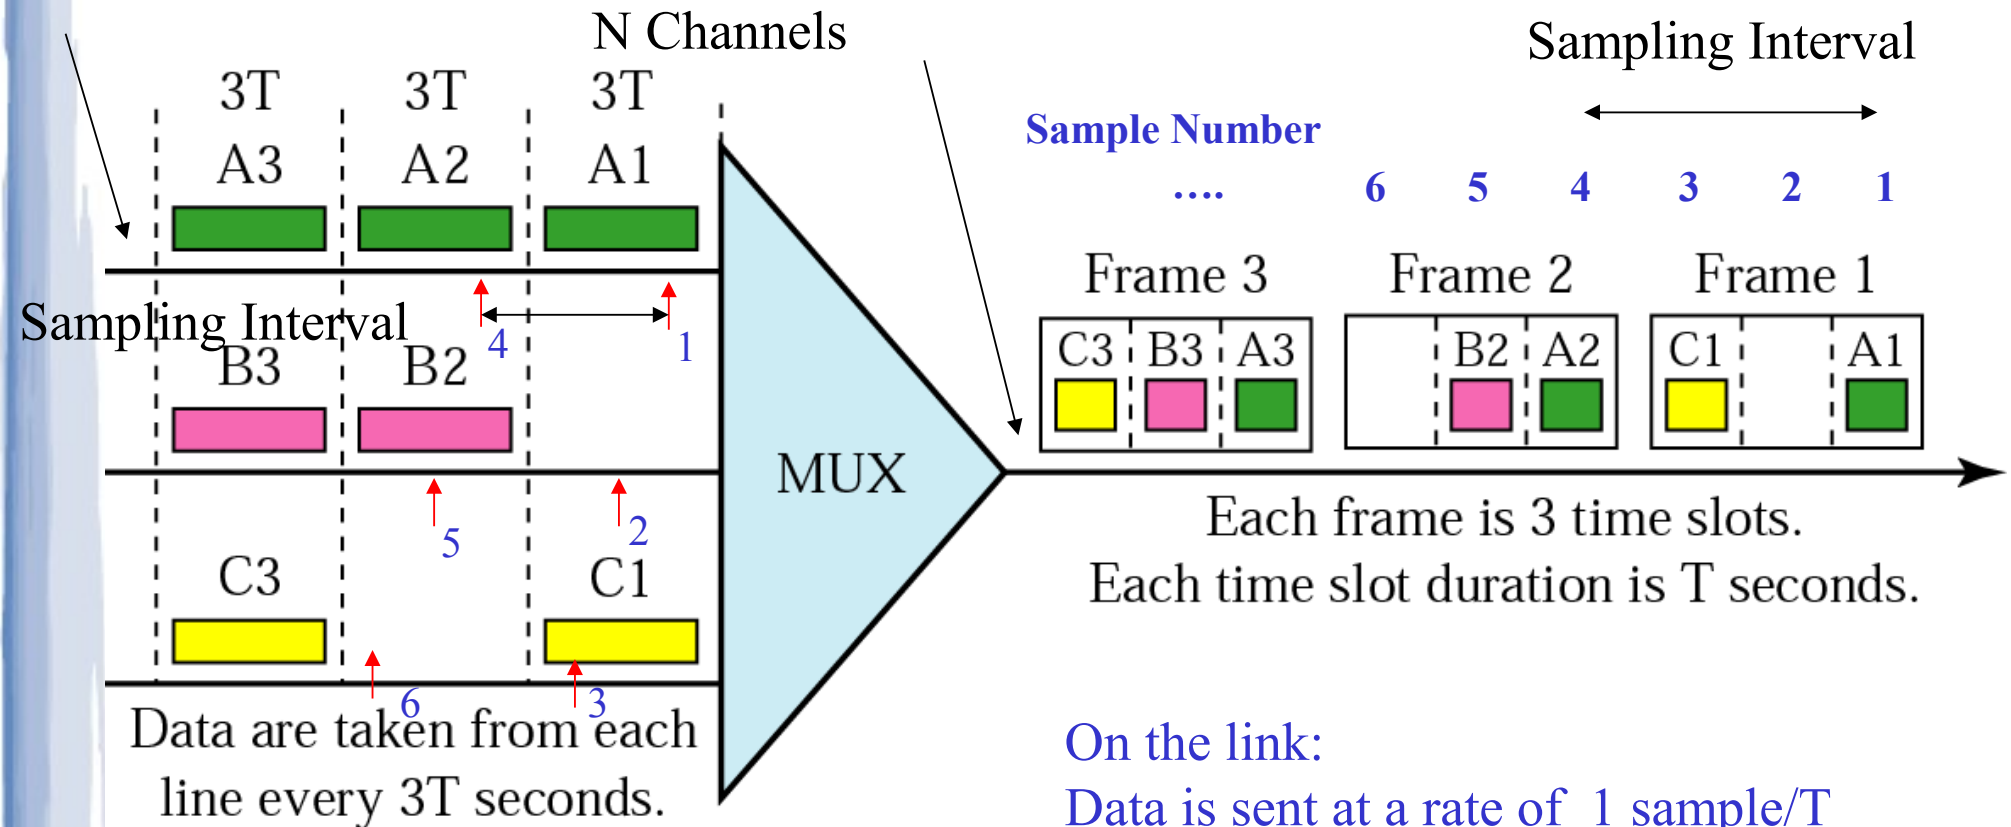 N Channels
Sampling Interval
3T 3T 3T
Sample Number
A3 A2 A1
.... 6 5 4 3 2 1
Frame 3 Frame 2 Frame 1
Sampling Interval
4 1
B3 B2
C3 B3 A3 B2 A2 C1 A1
MUX
5 2
Each frame is 3 time slots.
C3 C1
Each time slot duration is T seconds.
6 3
Data are taken from each
line every 3T seconds.
On the link:
Data is sent at a rate of 1 sample/T